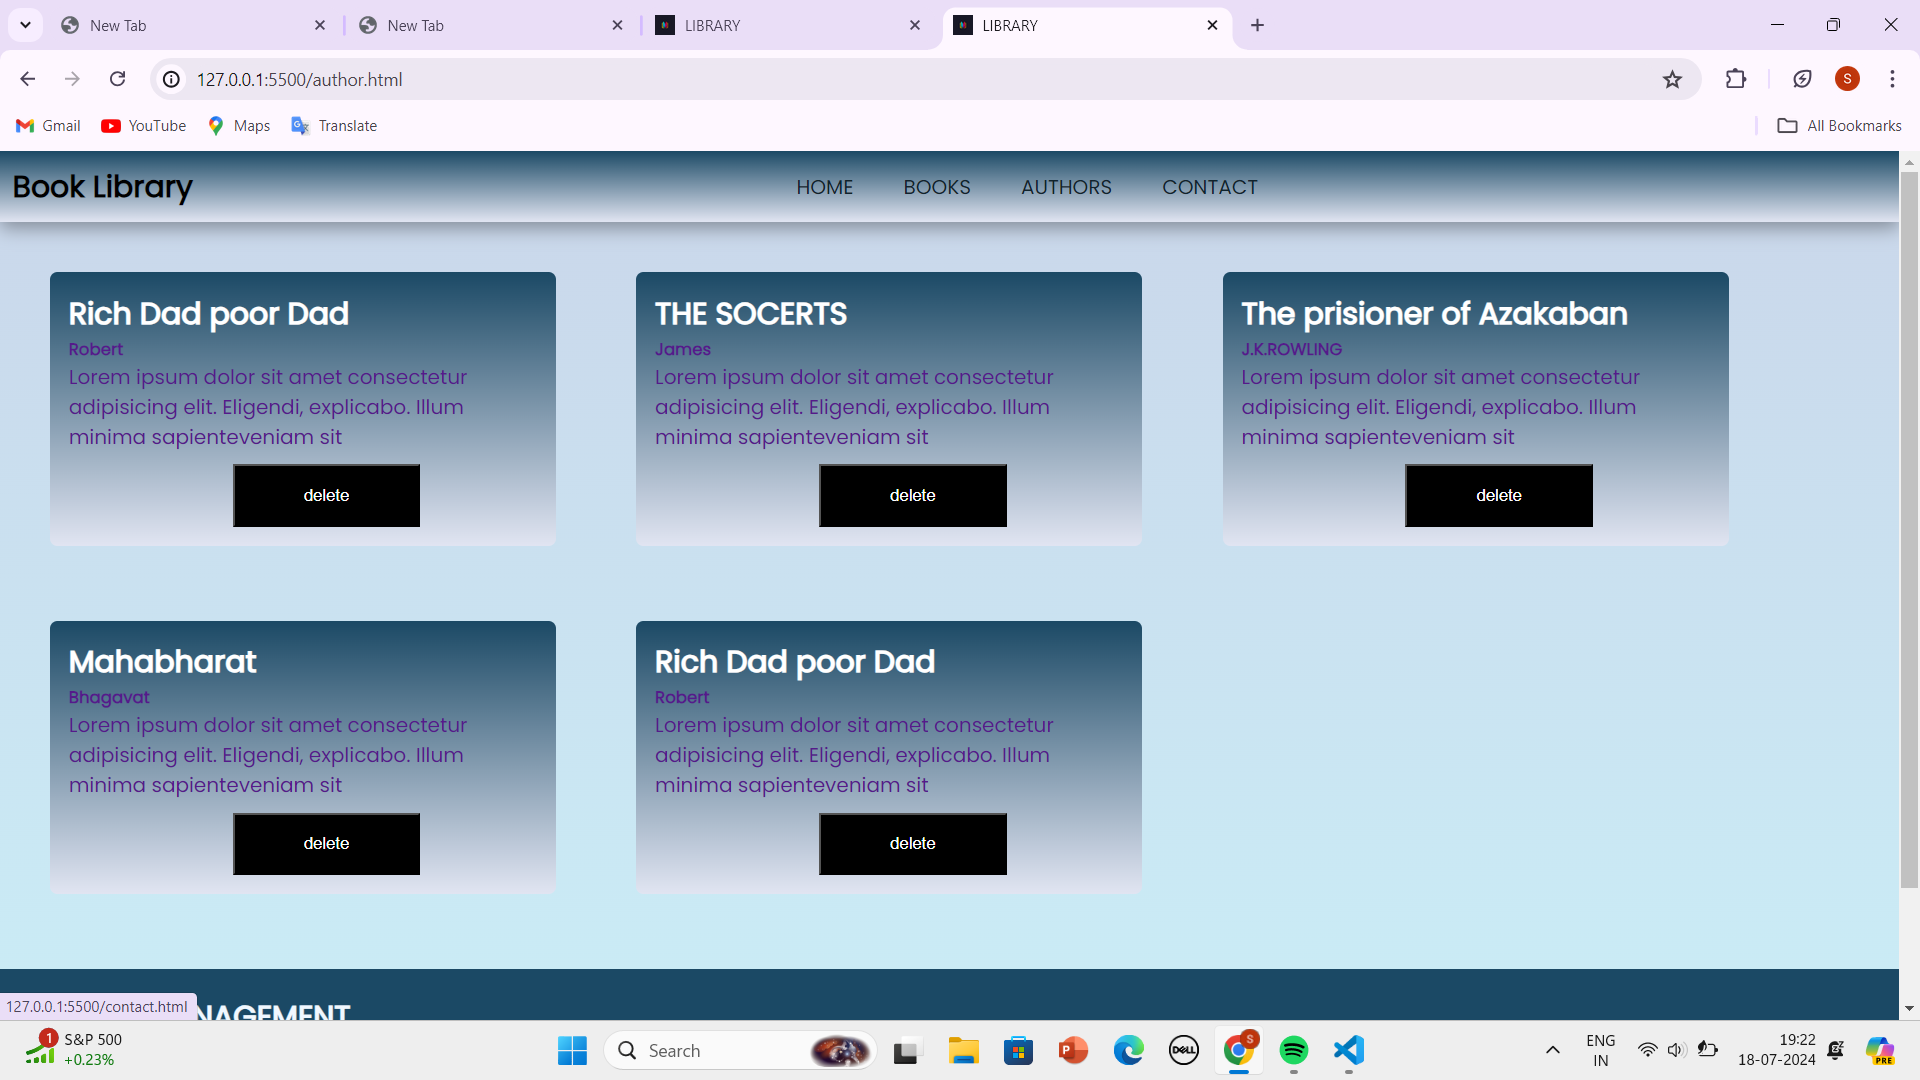 New Tab
New Tab
LIBRARY
LIBRARY
127.0.0.1:5500/author.html
S
Gmail
YouTube
Maps
Translate
All Bookmarks
Book Library
HOME
BOOKS
AUTHORS
CONTACT
Rich Dad poor Dad
Robert
Lorem ipsum dolor sit amet consectetur
adipisicing elit. Eligendi, explicabo. Illum
minima sapienteveniam sit
delete
THE SOCERTS
James
Lorem ipsum dolor sit amet consectetur
adipisicing elit. Eligendi, explicabo. Illum
minima sapienteveniam sit
delete
The prisioner of Azakaban
J.K.ROWLING
Lorem ipsum dolor sit amet consectetur
adipisicing elit. Eligendi, explicabo. Illum
minima sapienteveniam sit
delete
Mahabharat
Bhagavat
Lorem ipsum dolor sit amet consectetur
adipisicing elit. Eligendi, explicabo. Illum
minima sapienteveniam sit
delete
Rich Dad poor Dad
Robert
Lorem ipsum dolor sit amet consectetur
adipisicing elit. Eligendi, explicabo. Illum
minima sapienteveniam sit
delete
NAGEMENT
127.0.0.1:5500/contact.html
1
S&P 500
+0.23%
Search
DELL
S
ENG
IN
19:22
18-07-2024
PRE